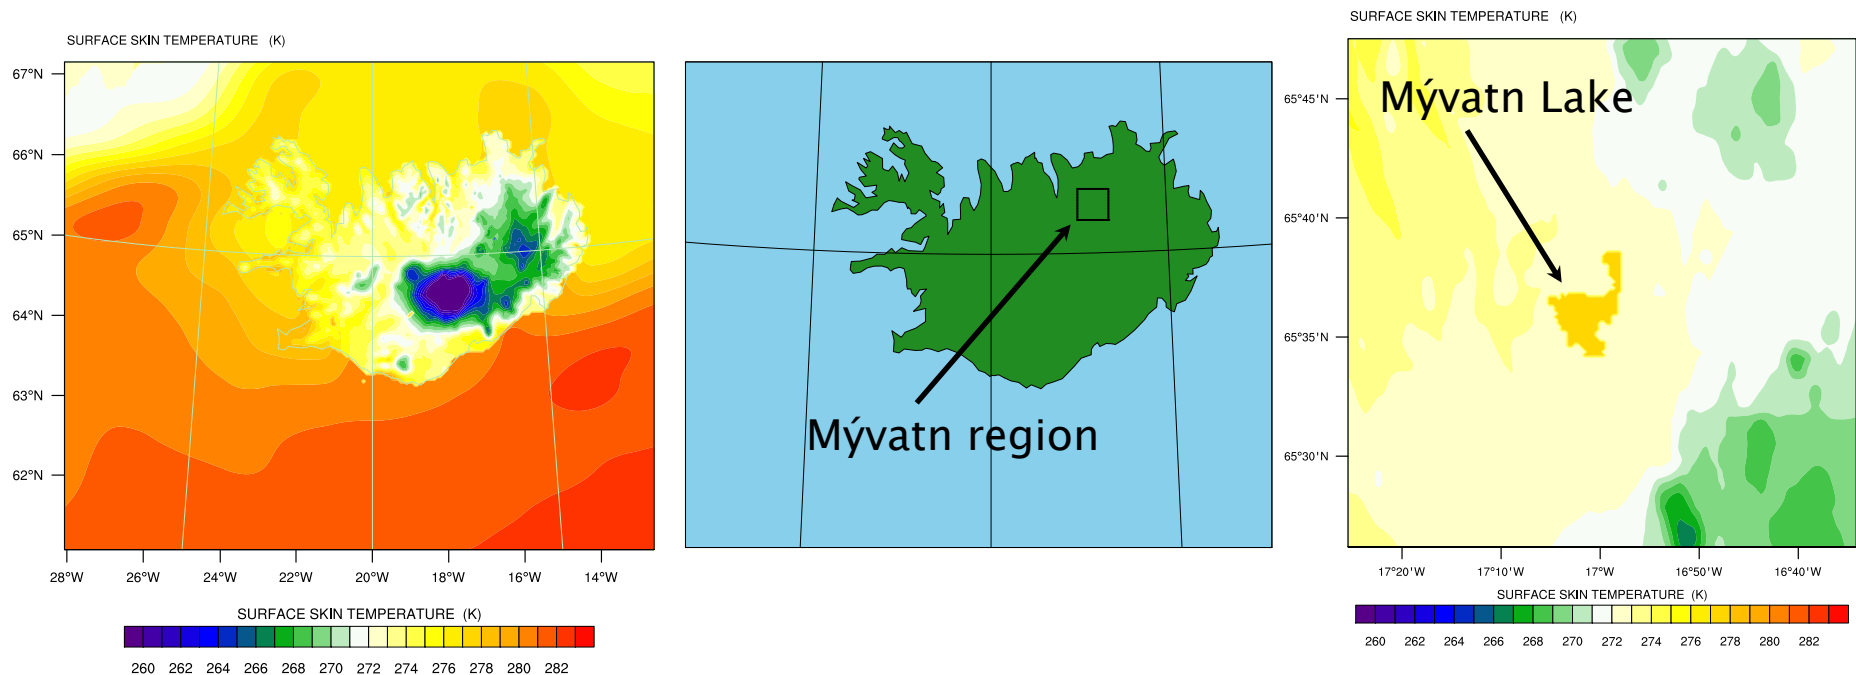 SURFACE SKIN TEMPERATURE (K)
67°N
66°N
65°N
64°N
63°N
62°N
28°W 26°W 24°W 22°W 20°W 18°W 16°W 14°W
SURFACE SKIN TEMPERATURE (K)
260 262 264 266 268 270 272 274 276 278 280 282
Mývatn region
SURFACE SKIN TEMPERATURE (K)
Mývatn Lake
65°45'N
65°40'N
65°35'N
65°30'N
17°20'W 17°10'W 17°W 16°50'W 16°40'W
SURFACE SKIN TEMPERATURE (K)
260 262 264 266 268 270 272 274 276 278 280 282